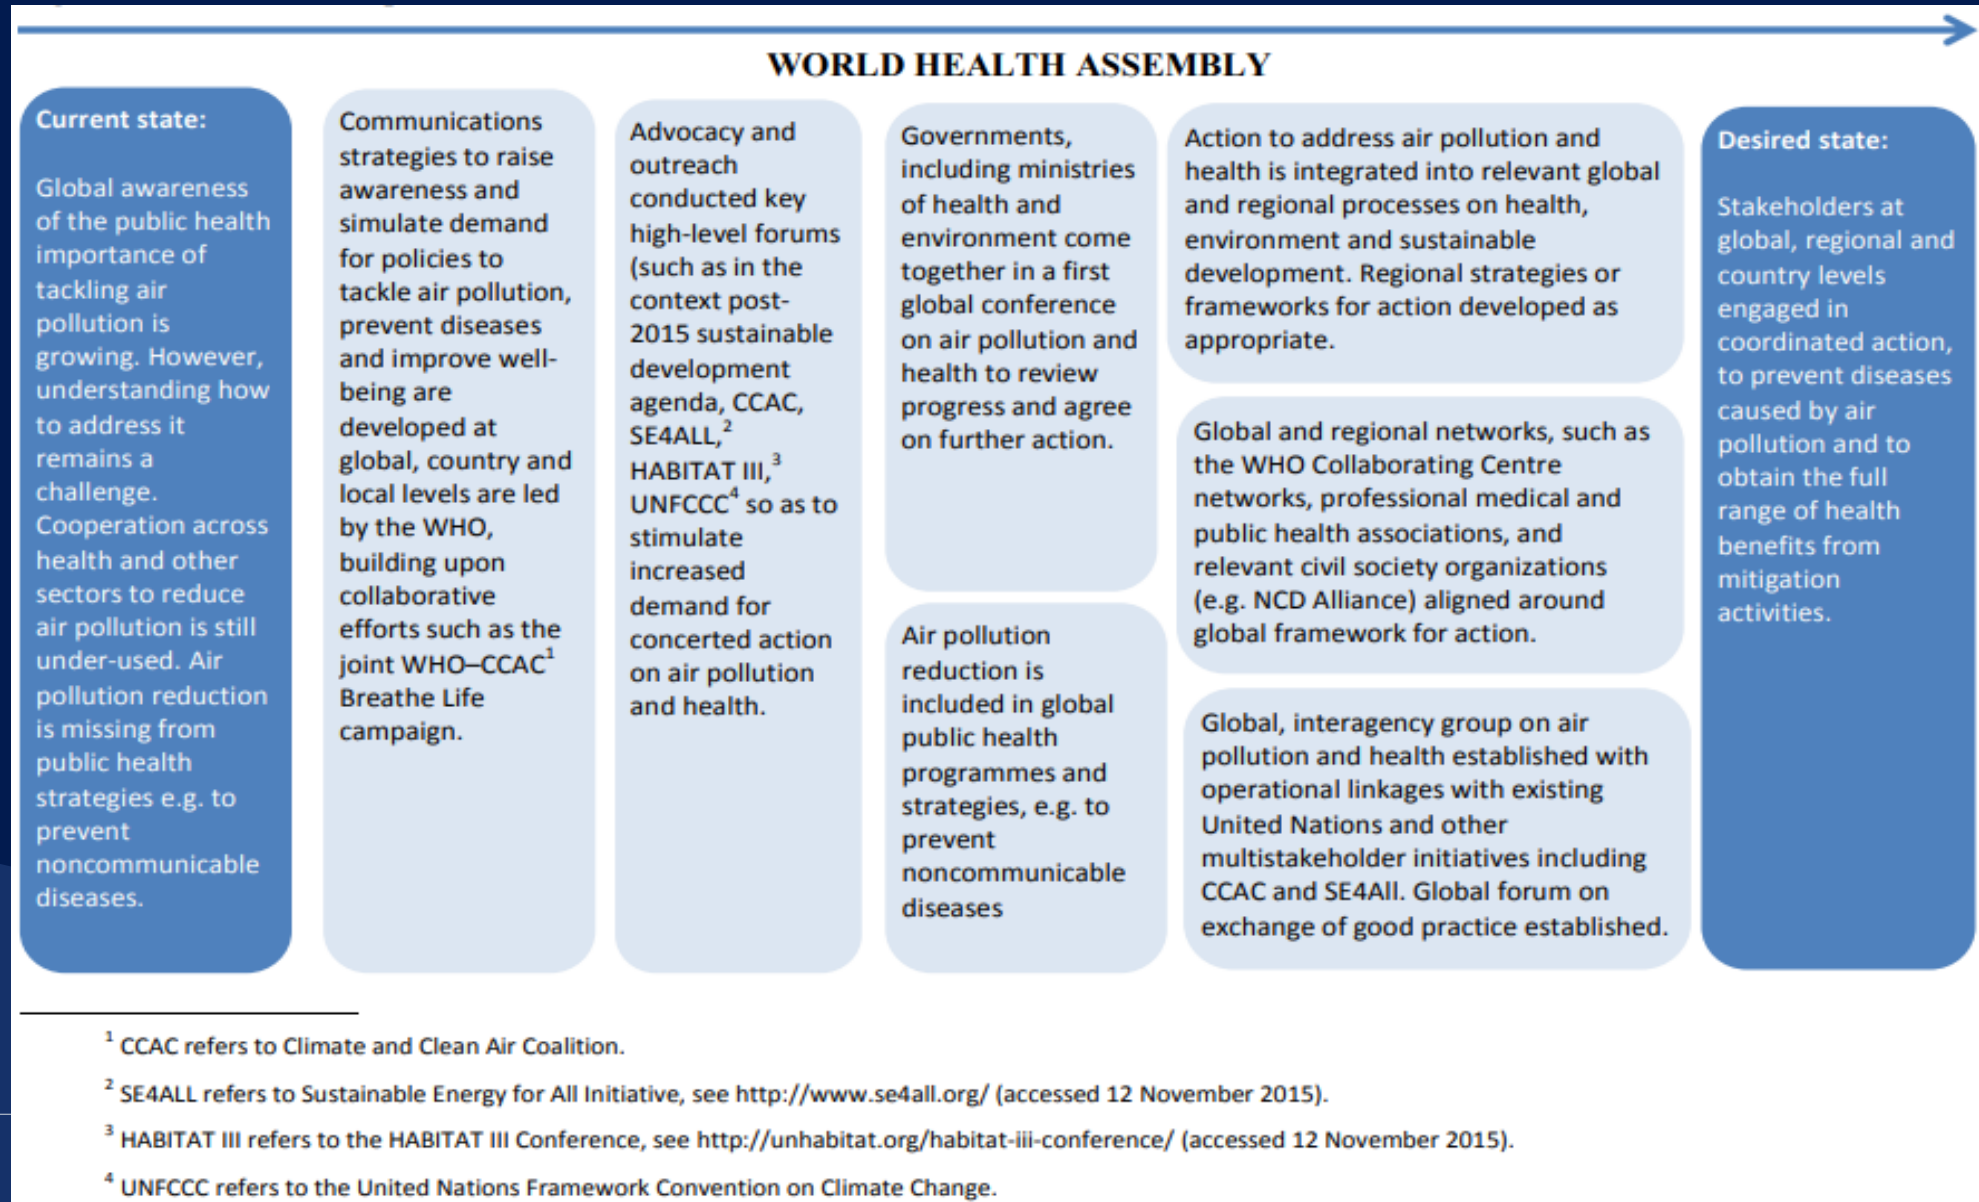 WORLD HEALTH ASSEMBLY
Current state:
Global awareness
of the public health
importance of
tackling air
pollution is
growing. However,
understanding how
to address it
remains a
challenge.
Cooperation across
health and other
sectors to reduce
air pollution is still
under-used. Air
pollution reduction
is missing from
public health
strategies e.g. to
prevent
noncommunicable
diseases.
Communications
strategies to raise
awareness and
simulate demand
for policies to
tackle air pollution,
prevent diseases
and improve well-
being are
developed at
global, country and
local levels are led
by the WHO,
building upon
collaborative
efforts such as the
joint WHO–CCAC¹
Breathe Life
campaign.
Advocacy and
outreach
conducted key
high-level forums
(such as in the
context post-
2015 sustainable
development
agenda, CCAC,
SE4ALL,²
HABITAT III,³
UNFCCC⁴ so as to
stimulate
increased
demand for
concerted action
on air pollution
and health.
Governments,
including ministries
of health and
environment come
together in a first
global conference
on air pollution and
health to review
progress and agree
on further action.
Air pollution
reduction is
included in global
public health
programmes and
strategies, e.g. to
prevent
noncommunicable
diseases
Action to address air pollution and
health is integrated into relevant global
and regional processes on health,
environment and sustainable
development. Regional strategies or
frameworks for action developed as
appropriate.
Global and regional networks, such as
the WHO Collaborating Centre
networks, professional medical and
public health associations, and
relevant civil society organizations
(e.g. NCD Alliance) aligned around
global framework for action.
Global, interagency group on air
pollution and health established with
operational linkages with existing
United Nations and other
multistakeholder initiatives including
CCAC and SE4All. Global forum on
exchange of good practice established.
Desired state:
Stakeholders at
global, regional and
country levels
engaged in
coordinated action,
to prevent diseases
caused by air
pollution and to
obtain the full
range of health
benefits from
mitigation
activities.
¹ CCAC refers to Climate and Clean Air Coalition.
² SE4ALL refers to Sustainable Energy for All Initiative, see http://www.se4all.org/ (accessed 12 November 2015).
³ HABITAT III refers to the HABITAT III Conference, see http://unhabitat.org/habitat-iii-conference/ (accessed 12 November 2015).
⁴ UNFCCC refers to the United Nations Framework Convention on Climate Change.